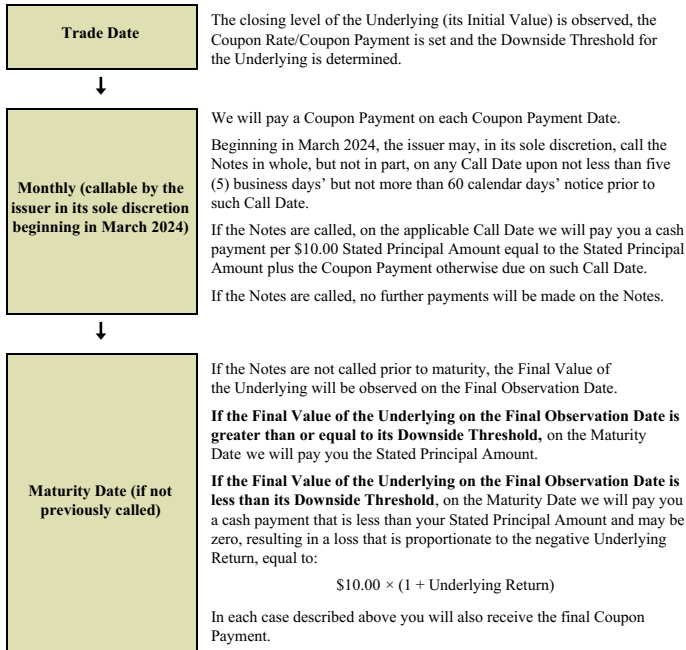 Trade Date
The closing level of the Underlying (its Initial Value) is observed, the
Coupon Rate/Coupon Payment is set and the Downside Threshold for
the Underlying is determined.
↓
Monthly (callable by the
issuer in its sole discretion
beginning in March 2024)
We will pay a Coupon Payment on each Coupon Payment Date.
Beginning in March 2024, the issuer may, in its sole discretion, call the
Notes in whole, but not in part, on any Call Date upon not less than five
(5) business days’ but not more than 60 calendar days’ notice prior to
such Call Date.
If the Notes are called, on the applicable Call Date we will pay you a cash
payment per $10.00 Stated Principal Amount equal to the Stated Principal
Amount plus the Coupon Payment otherwise due on such Call Date.
If the Notes are called, no further payments will be made on the Notes.
↓
Maturity Date (if not
previously called)
If the Notes are not called prior to maturity, the Final Value of
the Underlying will be observed on the Final Observation Date.
If the Final Value of the Underlying on the Final Observation Date is
greater than or equal to its Downside Threshold, on the Maturity
Date we will pay you the Stated Principal Amount.
If the Final Value of the Underlying on the Final Observation Date is
less than its Downside Threshold, on the Maturity Date we will pay you
a cash payment that is less than your Stated Principal Amount and may be
zero, resulting in a loss that is proportionate to the negative Underlying
Return, equal to:
$10.00 × (1 + Underlying Return)
In each case described above you will also receive the final Coupon
Payment.